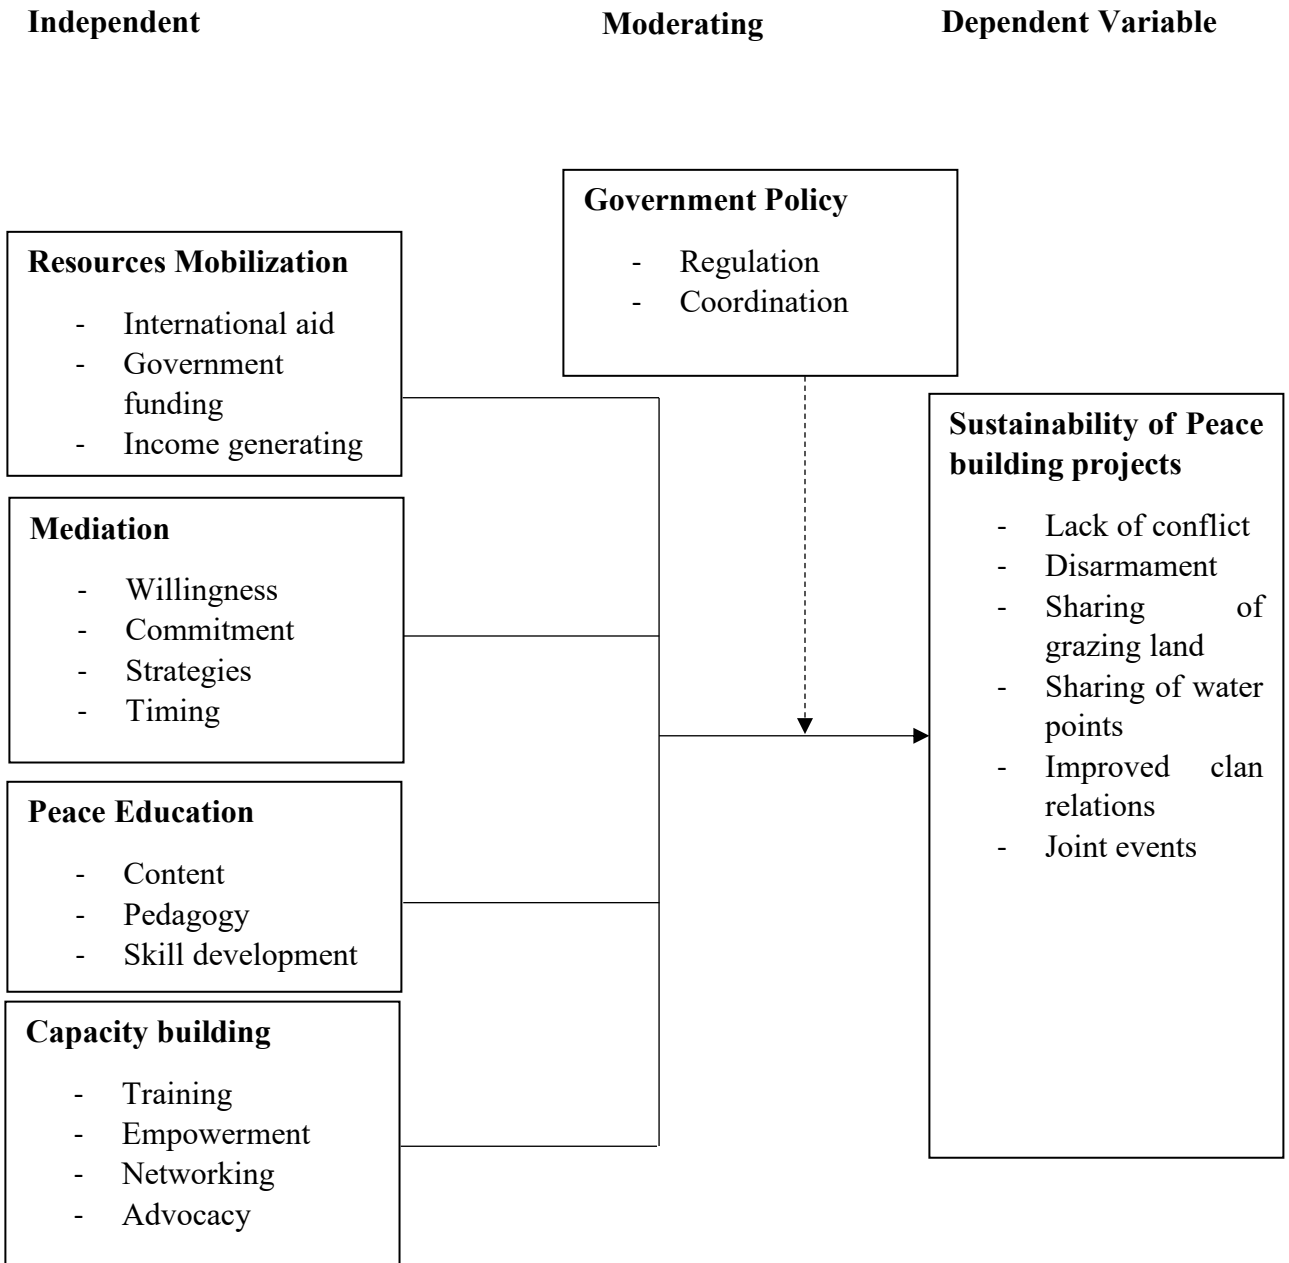 Independent
Moderating
Dependent Variable
Government Policy
- Regulation
- Coordination
Resources Mobilization
- International aid
- Government
funding
- Income generating
Mediation
- Willingness
- Commitment
- Strategies
- Timing
Peace Education
- Content
- Pedagogy
- Skill development
Capacity building
- Training
- Empowerment
- Networking
- Advocacy
Sustainability of Peace
building projects
- Lack of conflict
- Disarmament
- Sharing of
grazing land
- Sharing of water
points
- Improved clan
relations
- Joint events